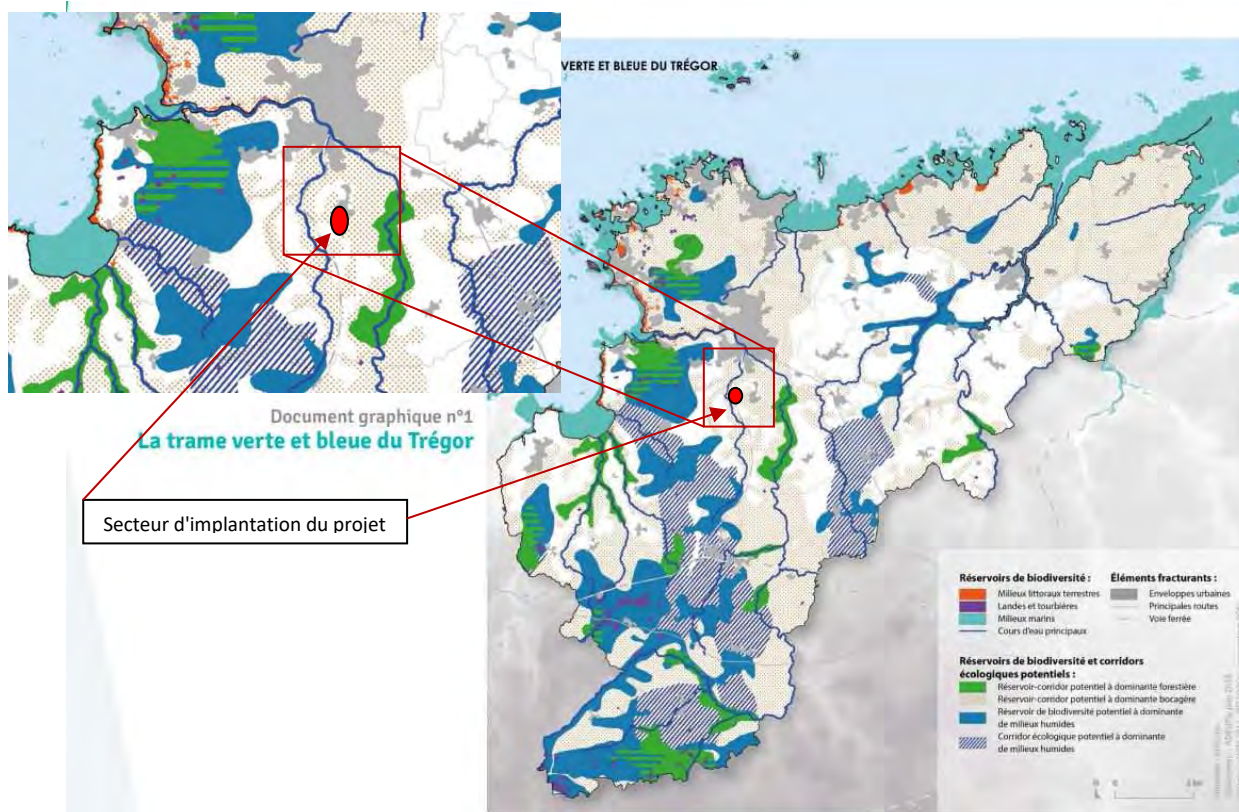 VERTE ET BLEUE DU TRÉGOR
Document graphique n°1
La trame verte et bleue du Trégor
Secteur d'implantation du projet
Réservoirs de biodiversité :
Milieux littoraux terrestres
Landes et tourbières
Milieux marins
Cours d'eau principaux
Éléments fracturants :
Enveloppes urbaines
Principales routes
Voie ferrée
Réservoirs de biodiversité et corridors
écologiques potentiels :
Réservoir-corridor potentiel à dominante forestière
Réservoir-corridor potentiel à dominante bocagère
Réservoir de biodiversité potentiel à dominante
de milieux humides
Corridor écologique potentiel à dominante
de milieux humides
N
0